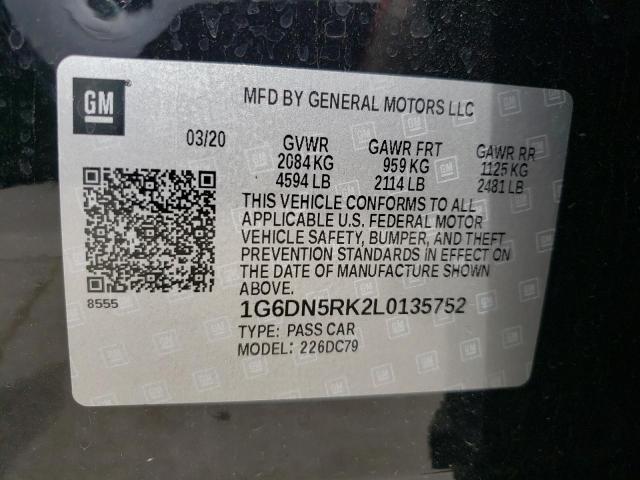 GM
MFD BY GENERAL MOTORS LLC
03/20
GVWR
2084 KG
4594 LB
GAWR FRT
959 KG
2114 LB
GAWR RR
1125 KG
2481 LB
THIS VEHICLE CONFORMS TO ALL
APPLICABLE U.S. FEDERAL MOTOR
VEHICLE SAFETY, BUMPER, AND THEFT
PREVENTION STANDARDS IN EFFECT ON
THE DATE OF MANUFACTURE SHOWN
ABOVE.
8555
1G6DN5RK2L0135752
TYPE: PASS CAR
MODEL: 226DC79